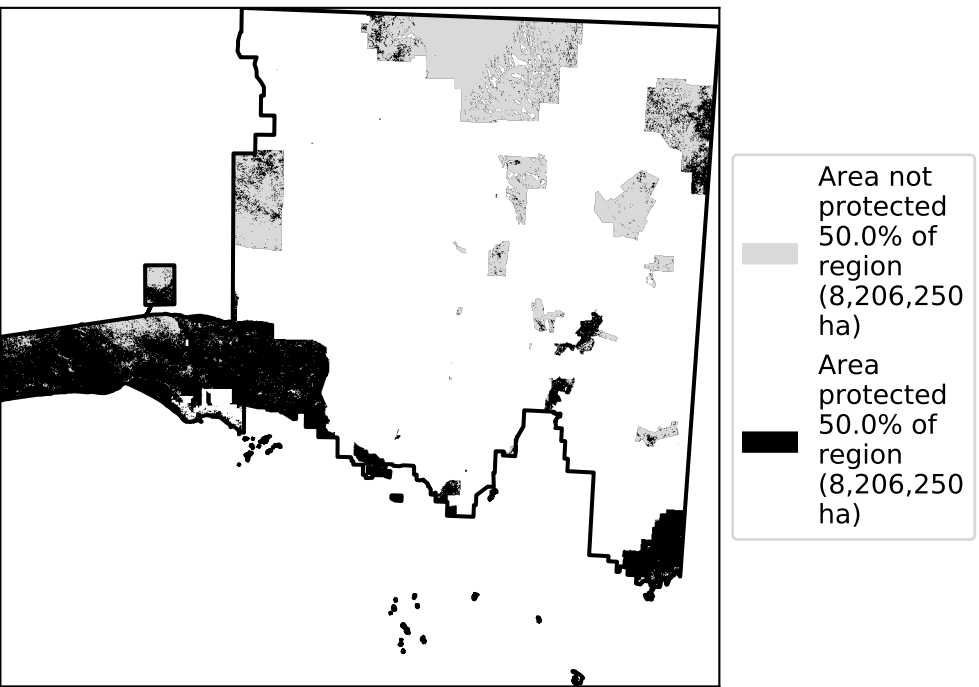 Area not
protected
50.0% of
region
(8,206,250
ha)
Area
protected
50.0% of
region
(8,206,250
ha)